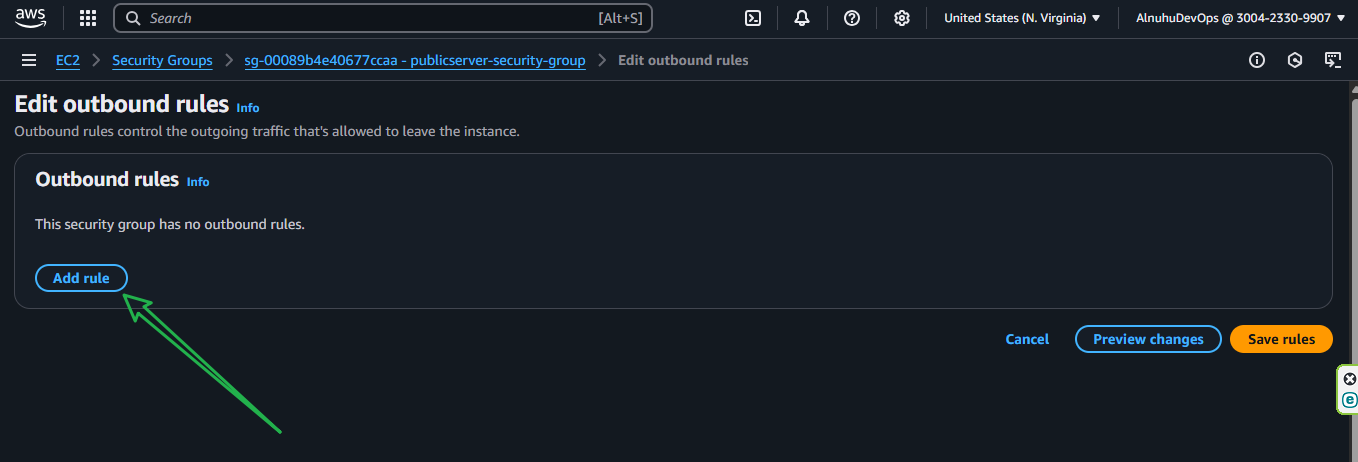 aws Search [Alt+S] United States (N. Virginia) AlnuhuDevOps @ 3004-2330-9907
EC2 Security Groups sg-00089b4e40677ccaa - publicserver-security-group Edit outbound rules
Edit outbound rules Info
Outbound rules control the outgoing traffic that's allowed to leave the instance.
Outbound rules Info
This security group has no outbound rules.
Add rule
Cancel Preview changes Save rules